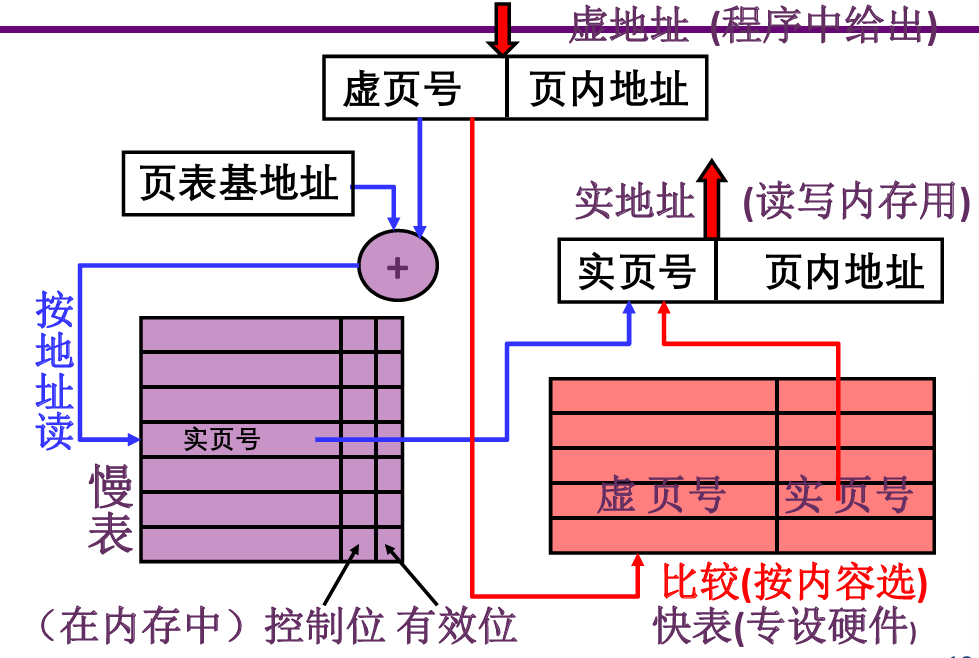 虚地址 (程序中给出)
虚页号 页内地址
页表基地址
实地址 (读写内存用)
+
实页号 页内地址
按地址读
实页号
慢表
虚 页号 实 页号
比较(按内容选)
（在内存中）控制位 有效位
快表(专设硬件)